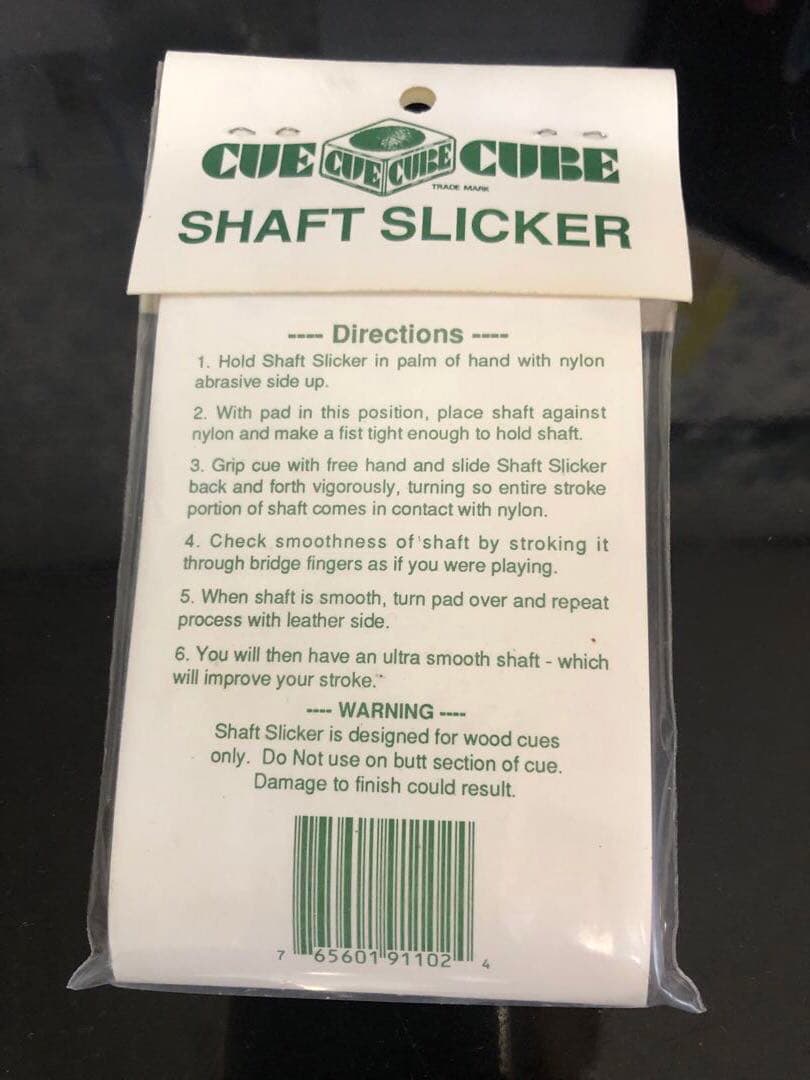 CUE CUE CUBE CUBE
TRADE MARK
SHAFT SLICKER
---- Directions ----
1. Hold Shaft Slicker in palm of hand with nylon
abrasive side up.
2. With pad in this position, place shaft against
nylon and make a fist tight enough to hold shaft.
3. Grip cue with free hand and slide Shaft Slicker
back and forth vigorously, turning so entire stroke
portion of shaft comes in contact with nylon.
4. Check smoothness of shaft by stroking it
through bridge fingers as if you were playing.
5. When shaft is smooth, turn pad over and repeat
process with leather side.
6. You will then have an ultra smooth shaft - which
will improve your stroke.
---- WARNING ----
Shaft Slicker is designed for wood cues
only. Do Not use on butt section of cue.
Damage to finish could result.
7 65601 91102 4